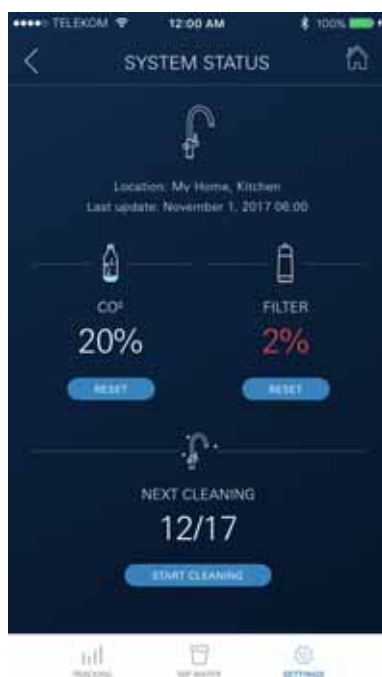 TELEKOM 12:00 AM 100%
SYSTEM STATUS
Location: My Home, Kitchen
Last update: November 1, 2017 06:00
CO² FILTER
20% 2%
RESET RESET
NEXT CLEANING
12/17
START CLEANING
TRACKING TAP WATER SETTINGS